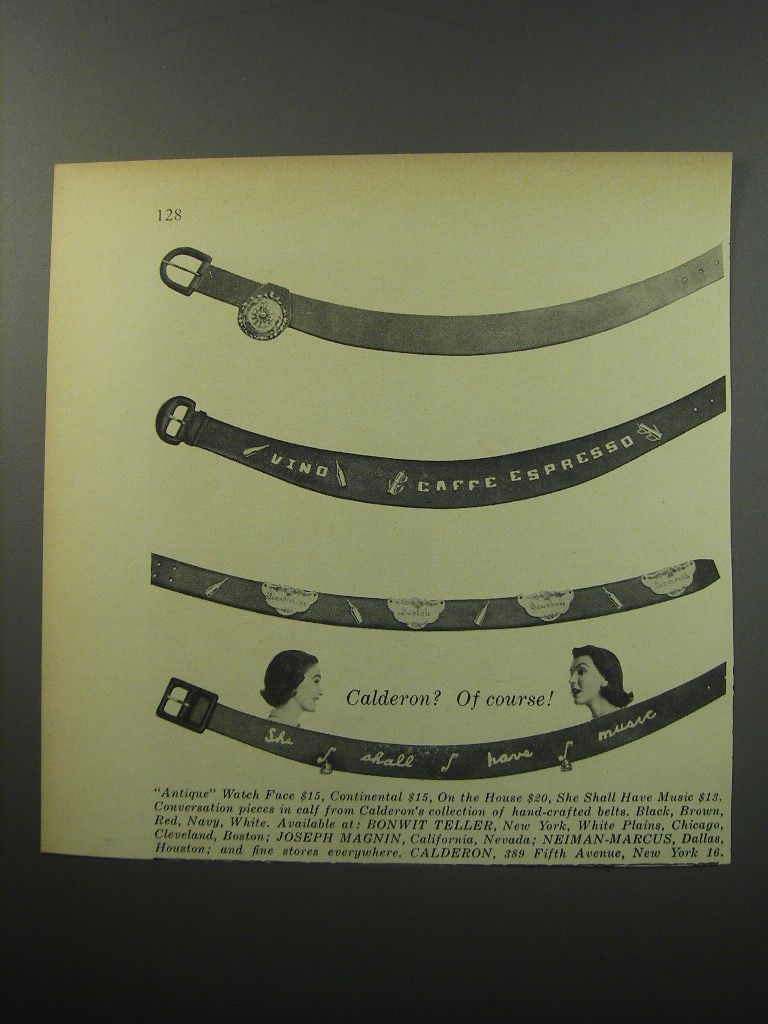 128
VINO CAFFE ESPRESSO
Bourbon
Calderon? Of course!
She shall have music
"Antique" Watch Face $15, Continental $15, On the House $20, She Shall Have Music $13.
Conversation pieces in calf from Calderon's collection of hand-crafted belts. Black, Brown,
Red, Navy, White. Available at: BONWIT TELLER, New York, White Plains, Chicago,
Cleveland, Boston; JOSEPH MAGNIN, California, Nevada; NEIMAN-MARCUS, Dallas,
Houston; and fine stores everywhere. CALDERON, 389 Fifth Avenue, New York 16.